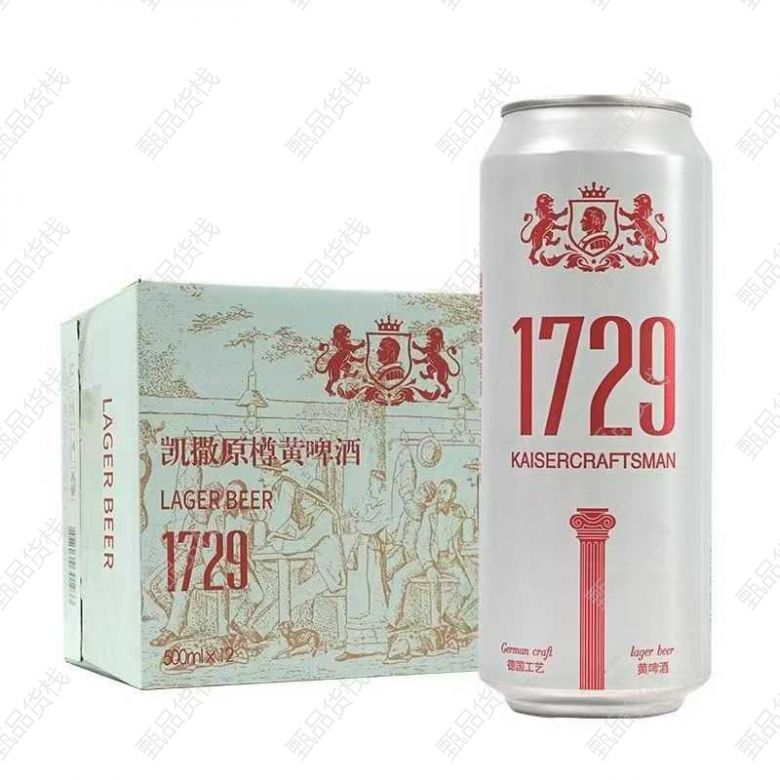 凯撒原樽黄啤酒
LAGER BEER
1729
500ml×12
LAGER BEER
1729
KAISERCRAFTSMAN
German craft
德国工艺
lager beer
黄啤酒
甄品货栈